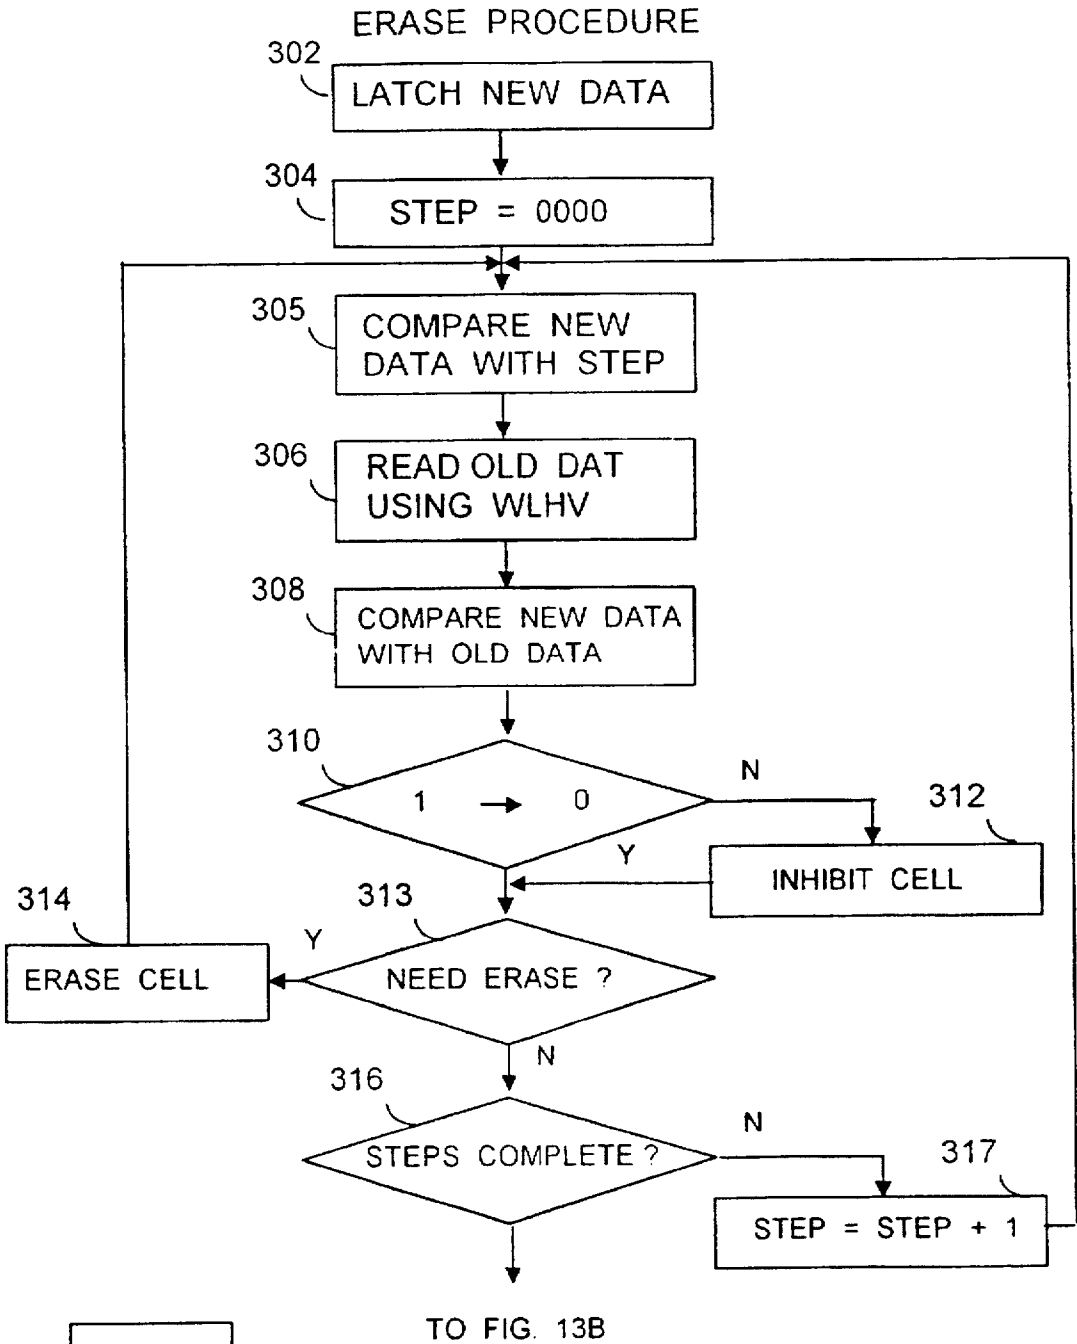 ERASE PROCEDURE
302
LATCH NEW DATA
304
STEP = 0000
305
COMPARE NEW
DATA WITH STEP
306
READ OLD DAT
USING WLHV
308
COMPARE NEW DATA
WITH OLD DATA
310
1 → 0
N
312
Y
INHIBIT CELL
314
313
Y
ERASE CELL
NEED ERASE ?
N
316
STEPS COMPLETE ?
N
317
STEP = STEP + 1
TO FIG. 13B